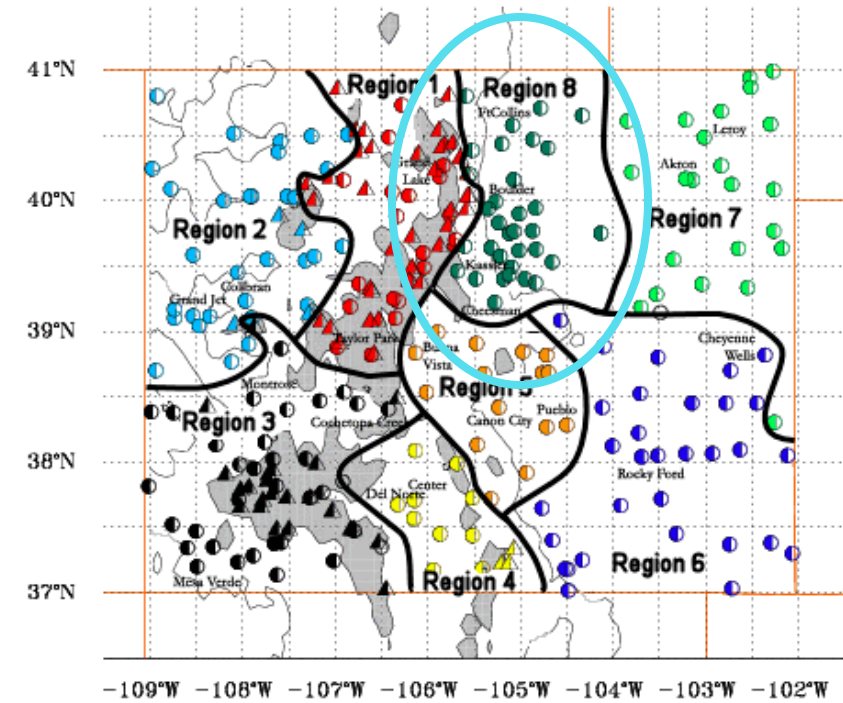 41°N
Region 1
Region 8
FtCollins
Leroy
Grand
Lake
Akron
40°N
Boulder
Region 2
Region 7
Kassler
Collbran
Grand Jct
Cheesman
39°N
Taylor Park
Buena
Vista
Cheyenne
Wells
Montrose
Region 5
Region 3
Cochetopa Creek
Canon City
Pueblo
38°N
Rocky Ford
Center
Del Norte
Region 6
Mesa Verde
Region 4
37°N
-109°W -108°W -107°W -106°W -105°W -104°W -103°W -102°W